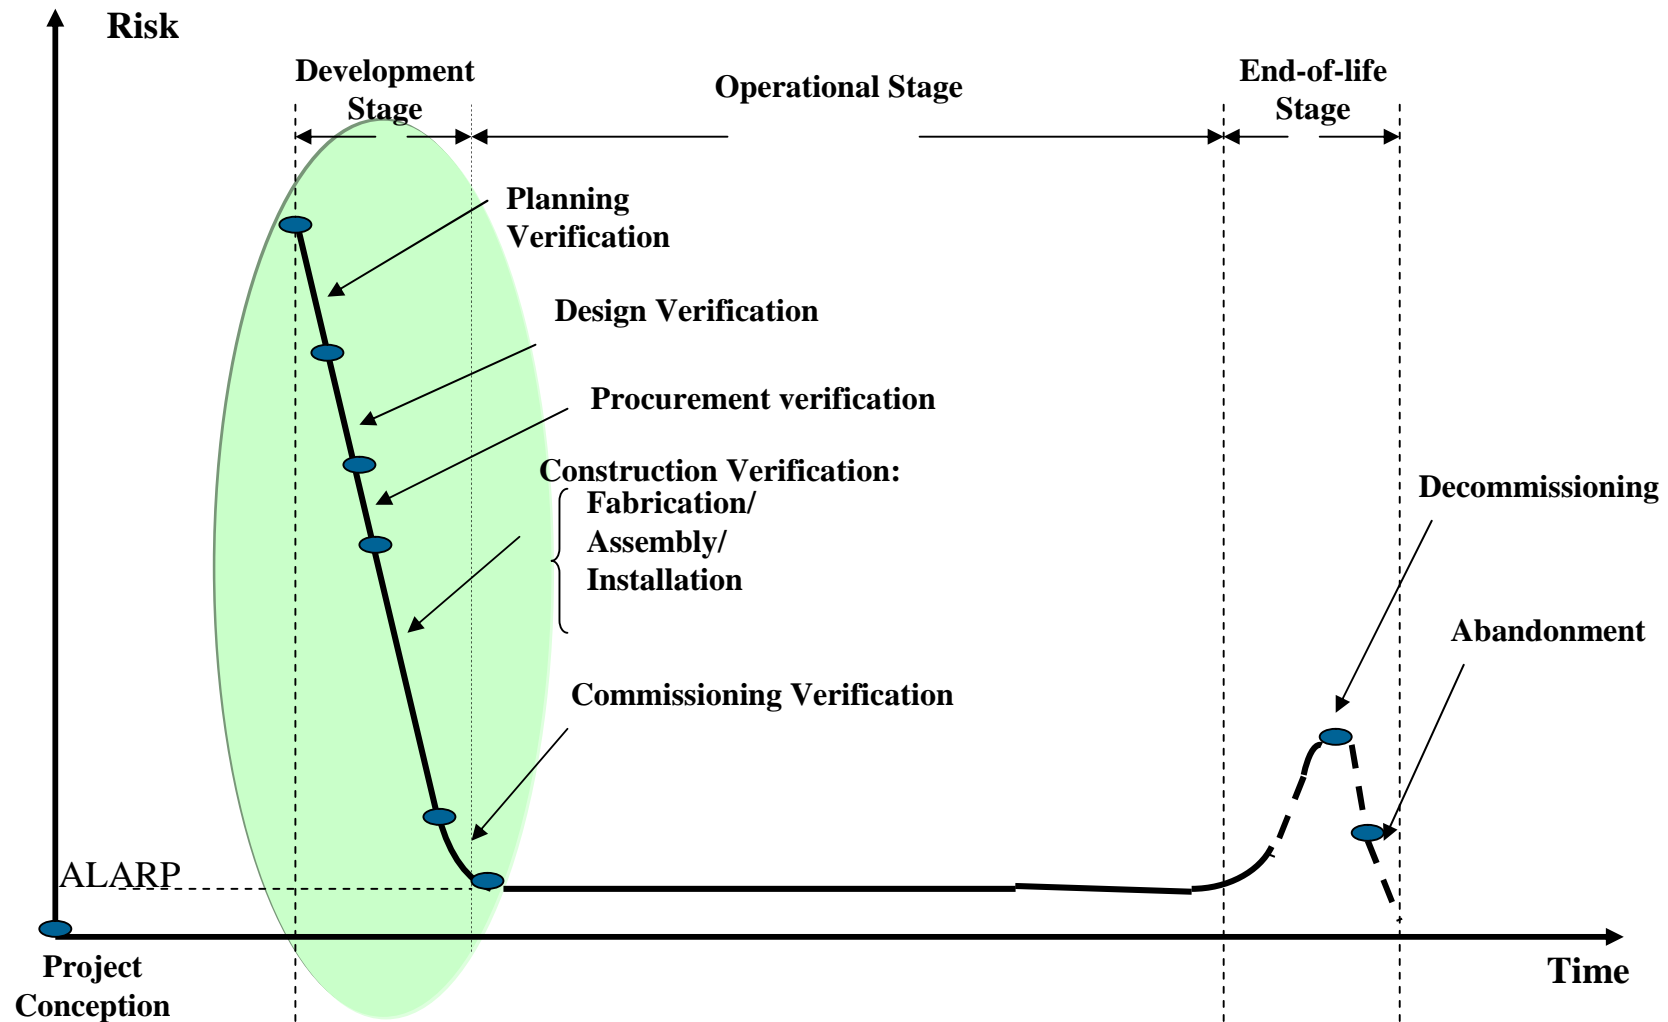 Risk
Development
Stage
Operational Stage
End-of-life
Stage
Planning
Verification
Design Verification
Procurement verification
Construction Verification:
Fabrication/
Assembly/
Installation
Decommissioning
Abandonment
Commissioning Verification
ALARP
Project
Conception
Time